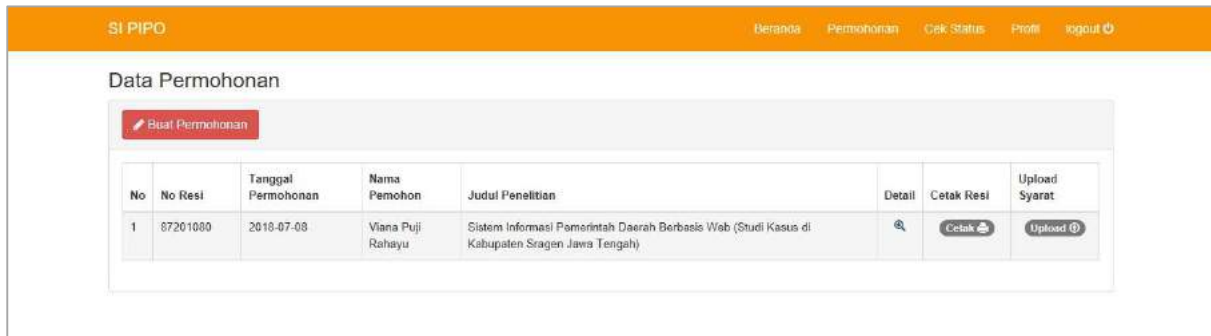 SI PIPO
Beranda Permohonan Cek Status Profil logout
Data Permohonan
Buat Permohonan
No No Resi Tanggal Permohonan Nama Pemohon Judul Penelitian Detail Cetak Resi Upload Syarat
1 87201080 2018-07-08 Viana Puji Rahayu Sistem Informasi Pemerintah Daerah Berbasis Web (Studi Kasus di
Kabupaten Sragen Jawa Tengah) Cetak Upload